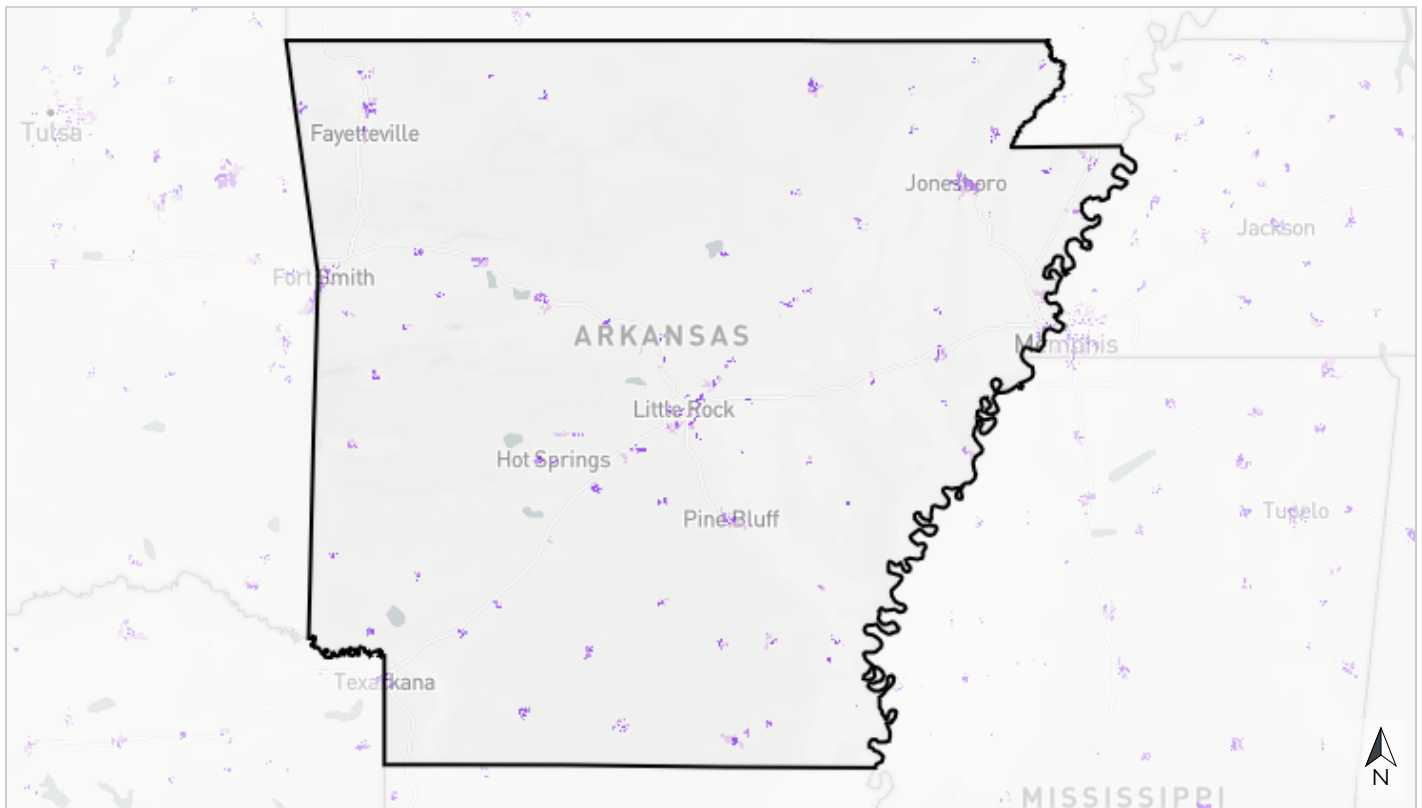 Tulsa
Fayetteville
Jonesboro
Jackson
Fort Smith
ARKANSAS
Memphis
Little Rock
Hot Springs
Pine Bluff
Tupelo
Texarkana
MISSISSIPPI
N